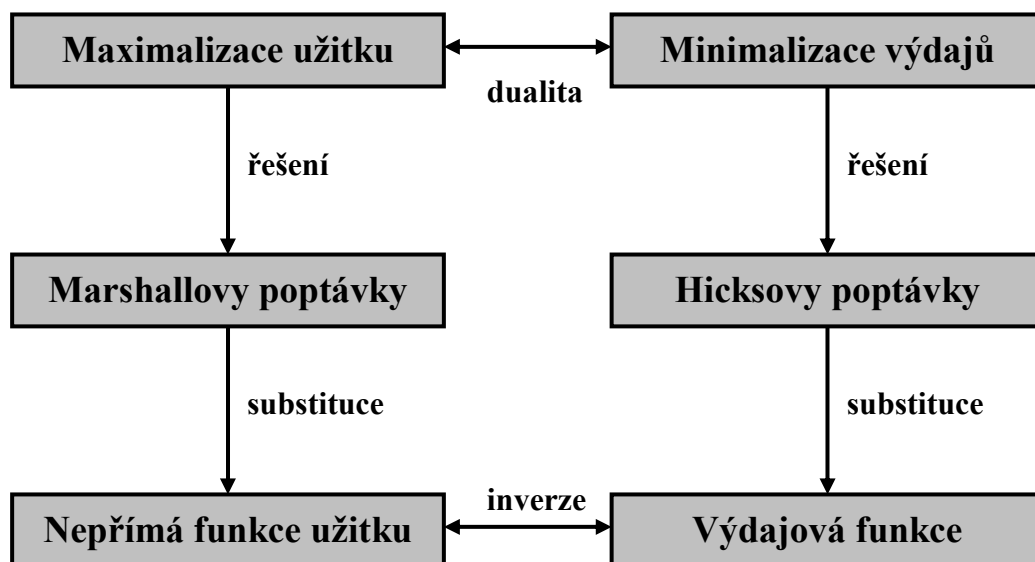 Maximalizace užitku
Minimalizace výdajů
dualita
řešení
řešení
Marshallovy poptávky
Hicksovy poptávky
substituce
substituce
inverze
Nepřímá funkce užitku
Výdajová funkce